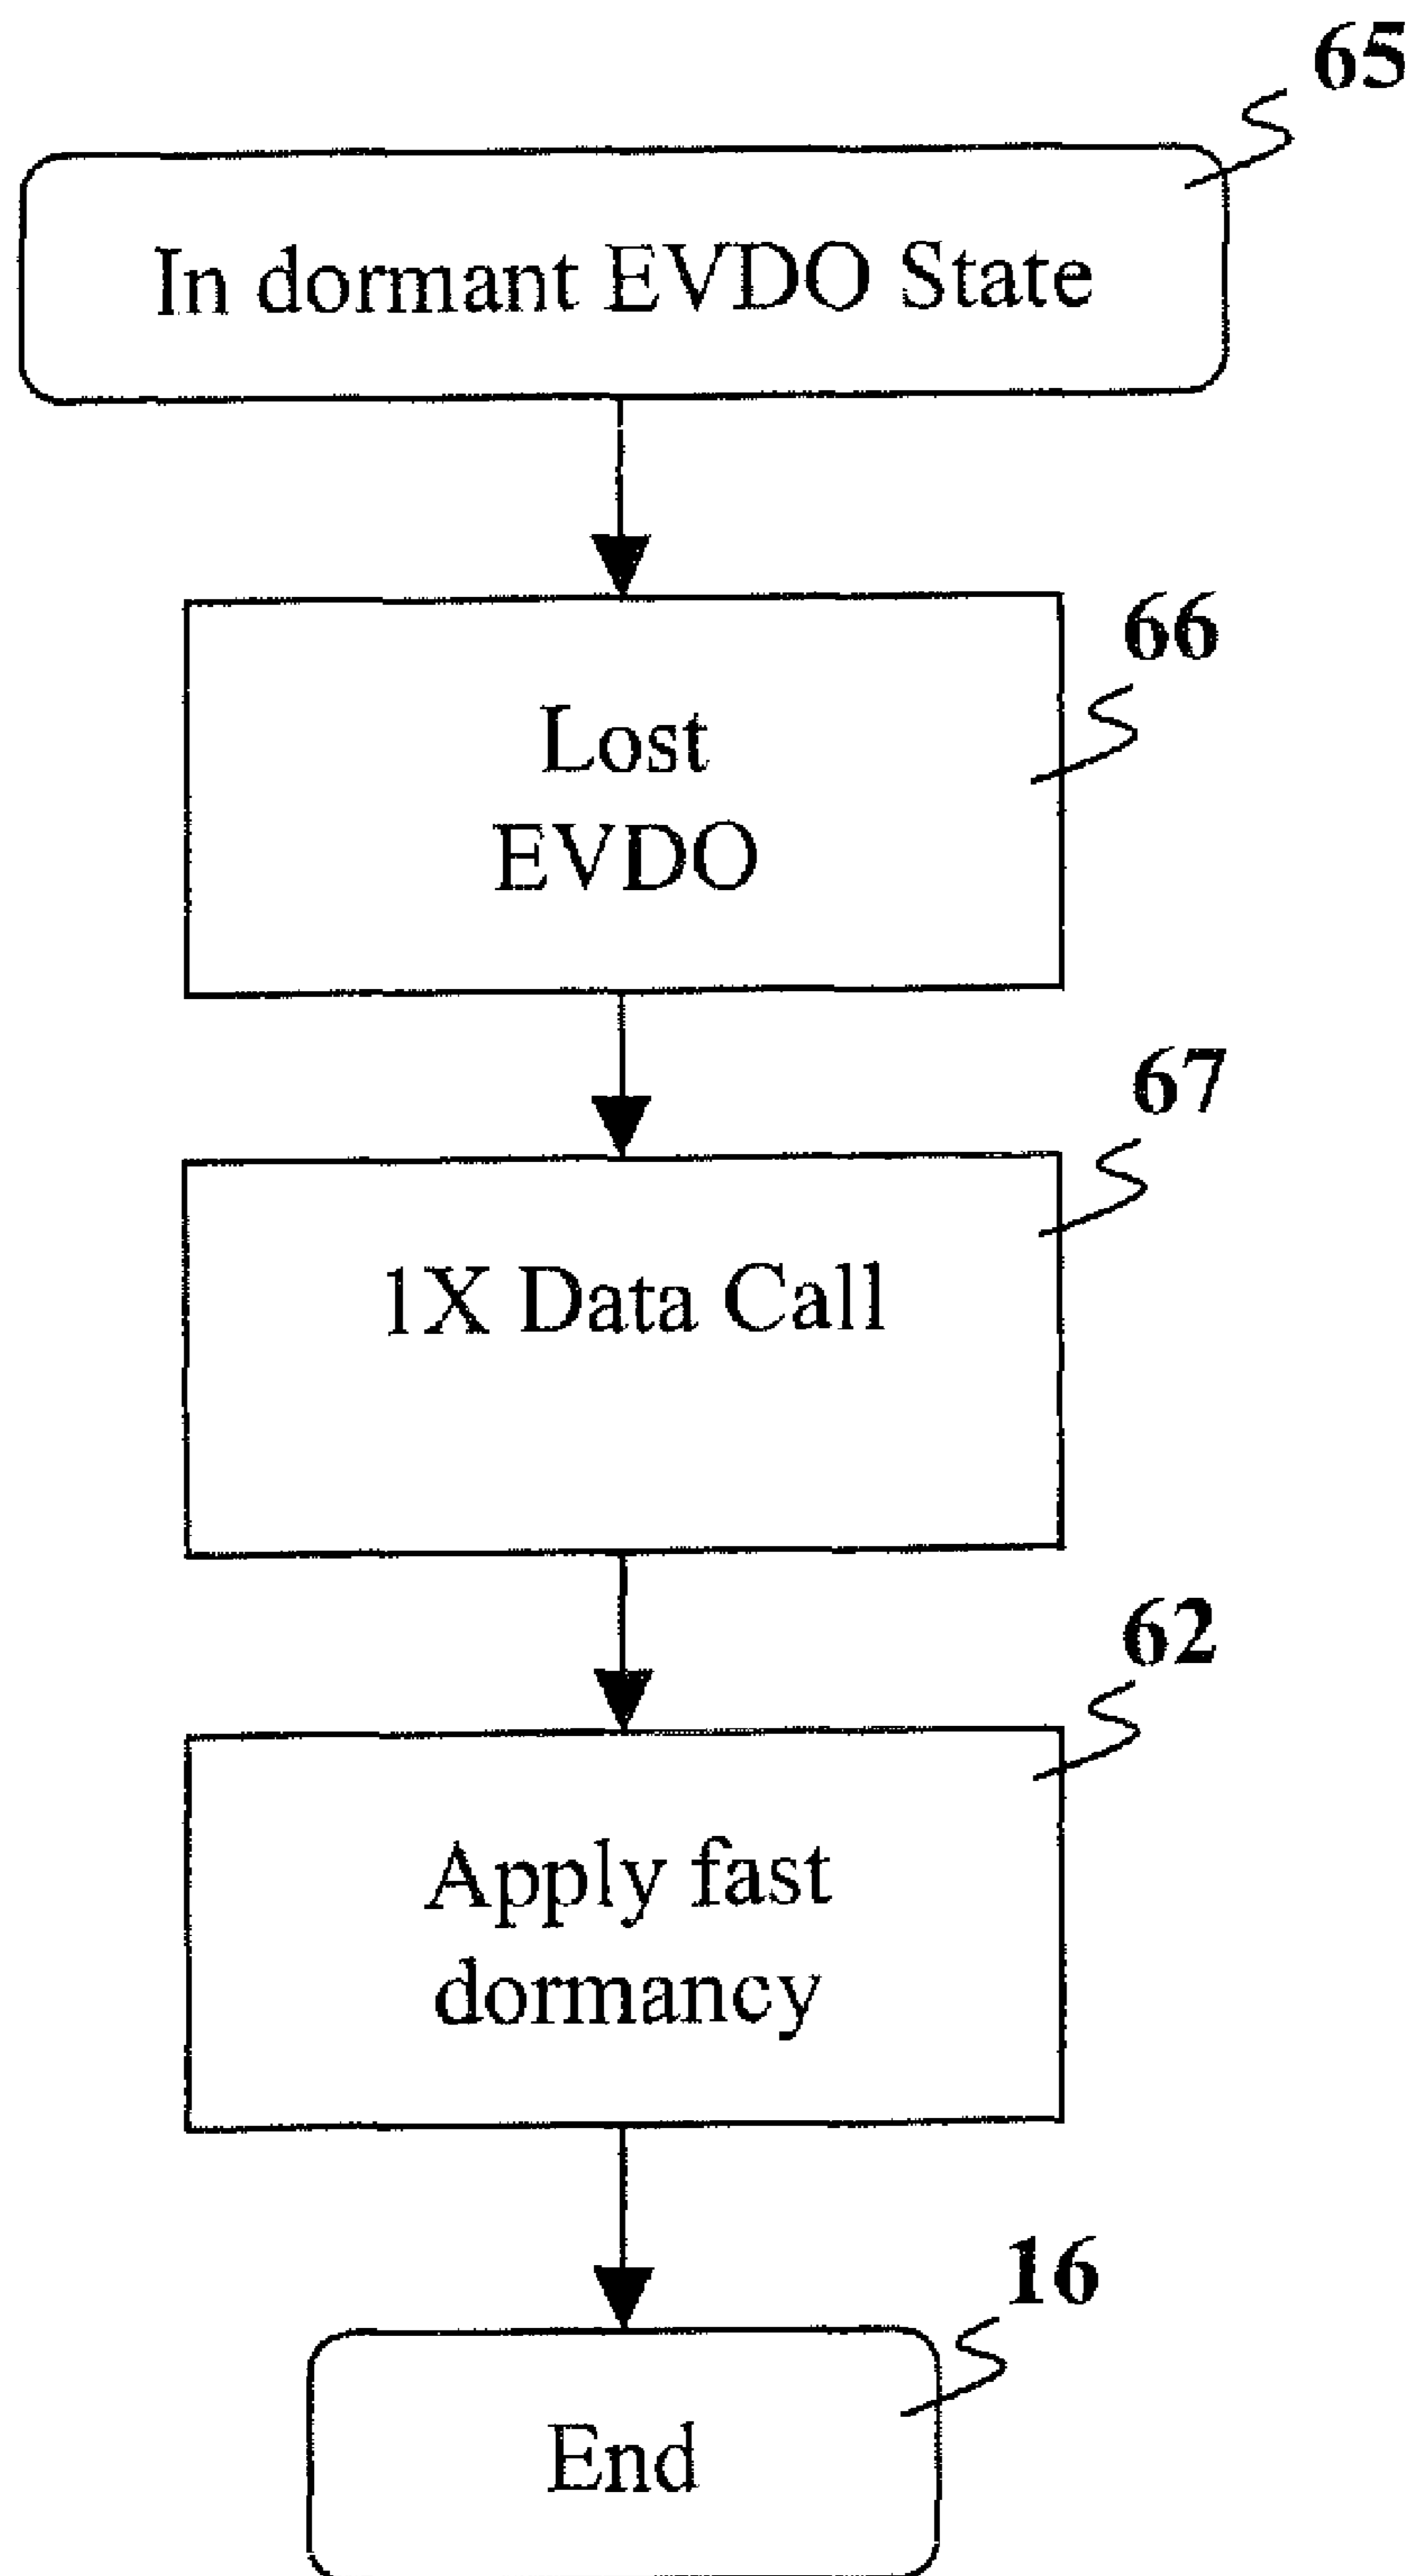 65
In dormant EVDO State
66
Lost
EVDO
67
1X Data Call
62
Apply fast
dormancy
16
End